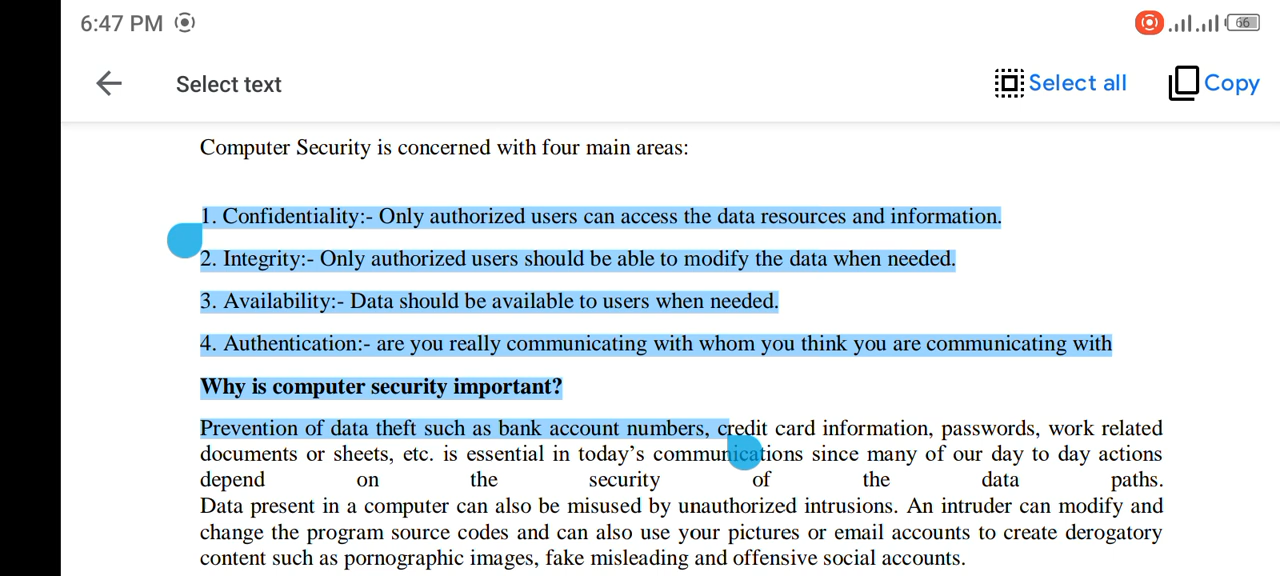 6:47 PM
66
Select text
Select all
Copy
Computer Security is concerned with four main areas:
1. Confidentiality:- Only authorized users can access the data resources and information.
2. Integrity:- Only authorized users should be able to modify the data when needed.
3. Availability:- Data should be available to users when needed.
4. Authentication:- are you really communicating with whom you think you are communicating with
Why is computer security important?
Prevention of data theft such as bank account numbers, credit card information, passwords, work related
documents or sheets, etc. is essential in today’s communications since many of our day to day actions
depend on the security of the data paths.
Data present in a computer can also be misused by unauthorized intrusions. An intruder can modify and
change the program source codes and can also use your pictures or email accounts to create derogatory
content such as pornographic images, fake misleading and offensive social accounts.